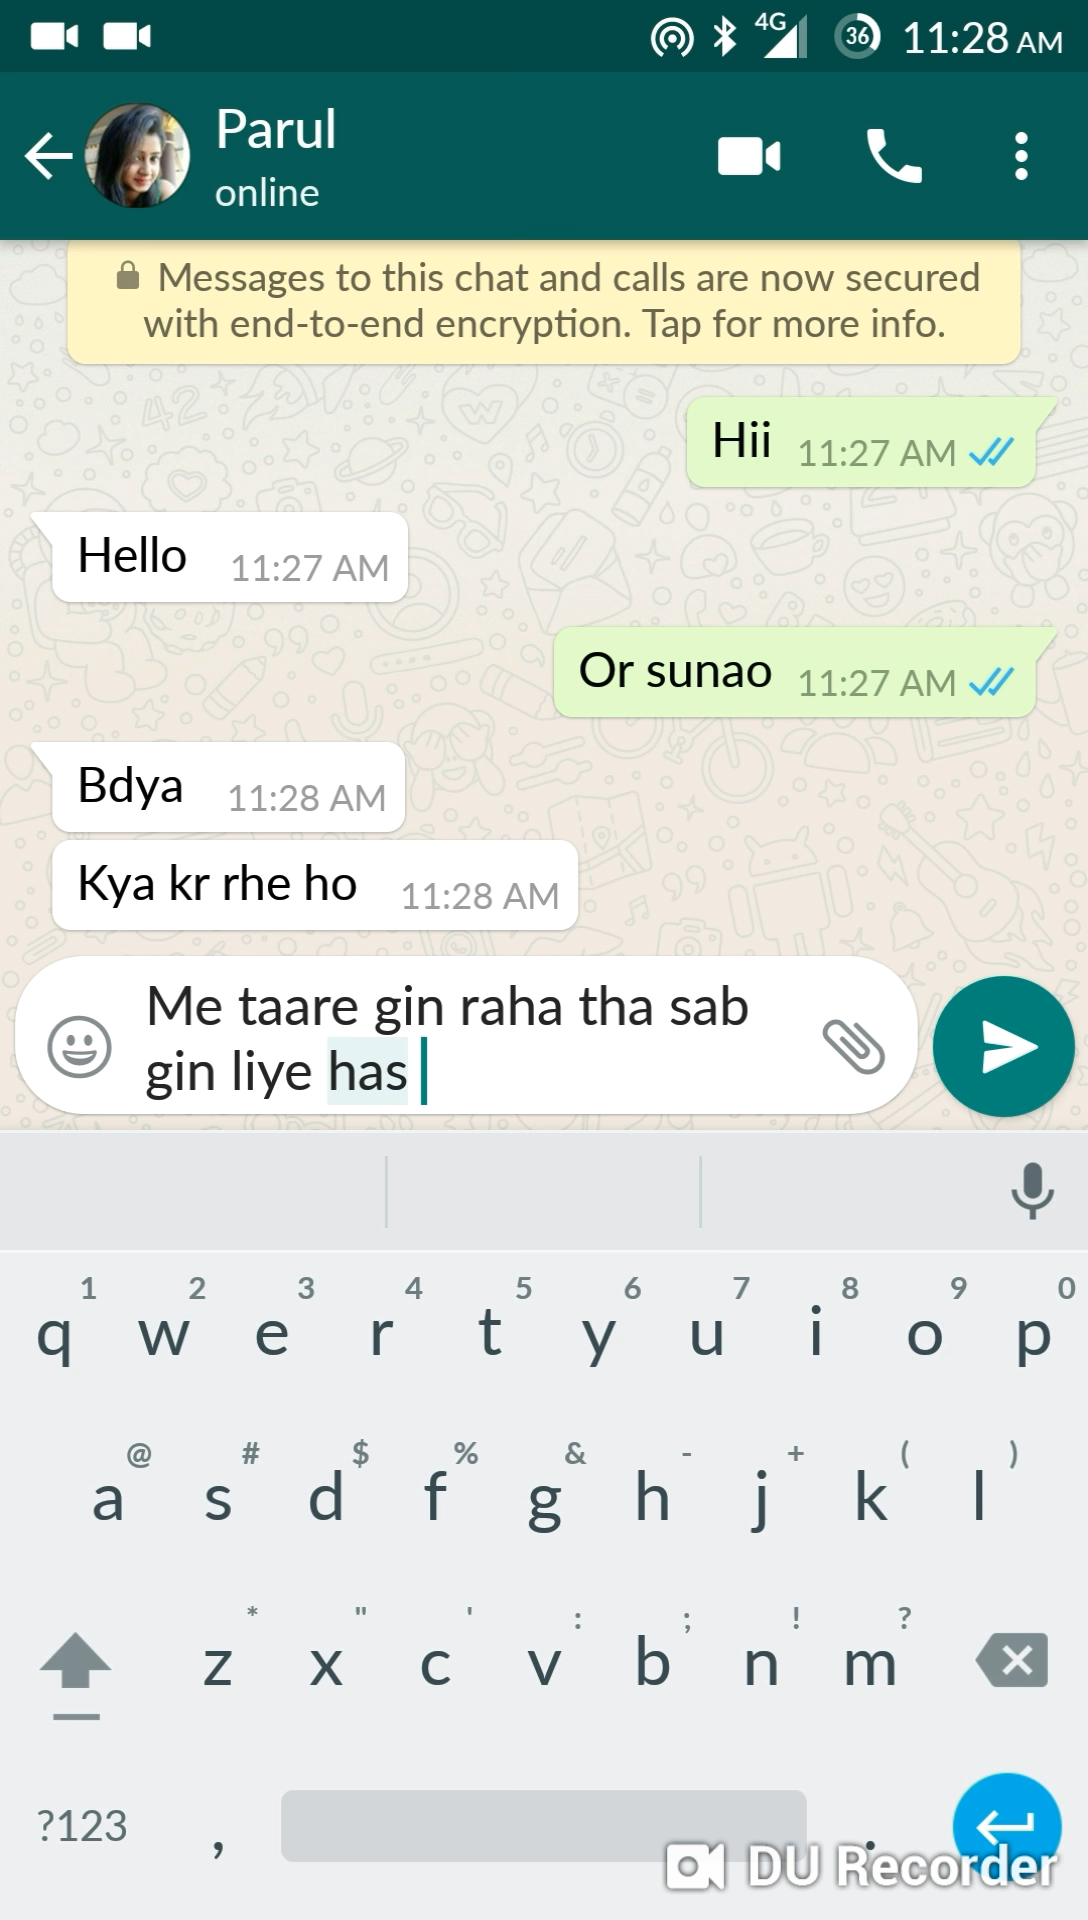 4G 36 11:28 AM
Parul
online
Messages to this chat and calls are now secured
with end-to-end encryption. Tap for more info.
Hii 11:27 AM
Hello 11:27 AM
Or sunao 11:27 AM
Bdya 11:28 AM
Kya kr rhe ho 11:28 AM
Me taare gin raha tha sab
gin liye has
1 2 3 4 5 6 7 8 9 0
q w e r t y u i o p
@ # $ % & - + ( )
a s d f g h j k l
* " ' : ; ! ?
z x c v b n m
?123 , .
DU Recorder